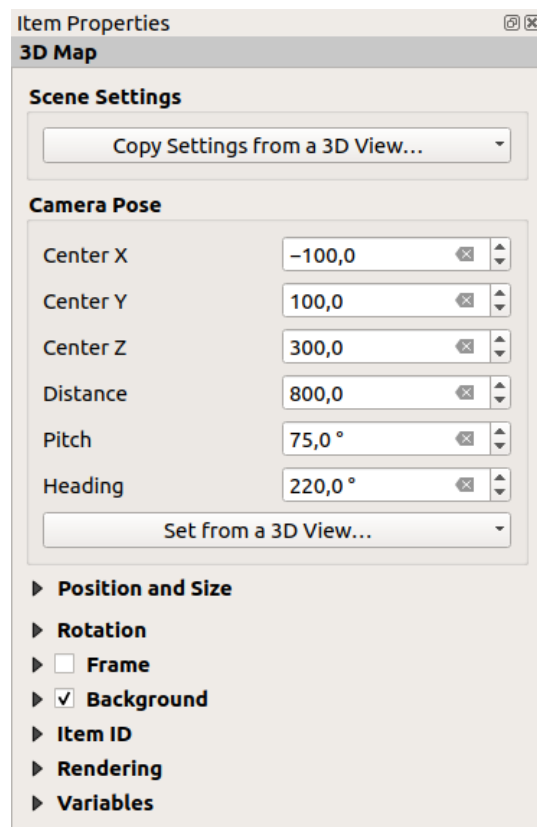 Item Properties
3D Map
Scene Settings
Copy Settings from a 3D View...
Camera Pose
Center X −100,0
Center Y 100,0
Center Z 300,0
Distance 800,0
Pitch 75,0 °
Heading 220,0 °
Set from a 3D View...
Position and Size
Rotation
Frame
Background
Item ID
Rendering
Variables